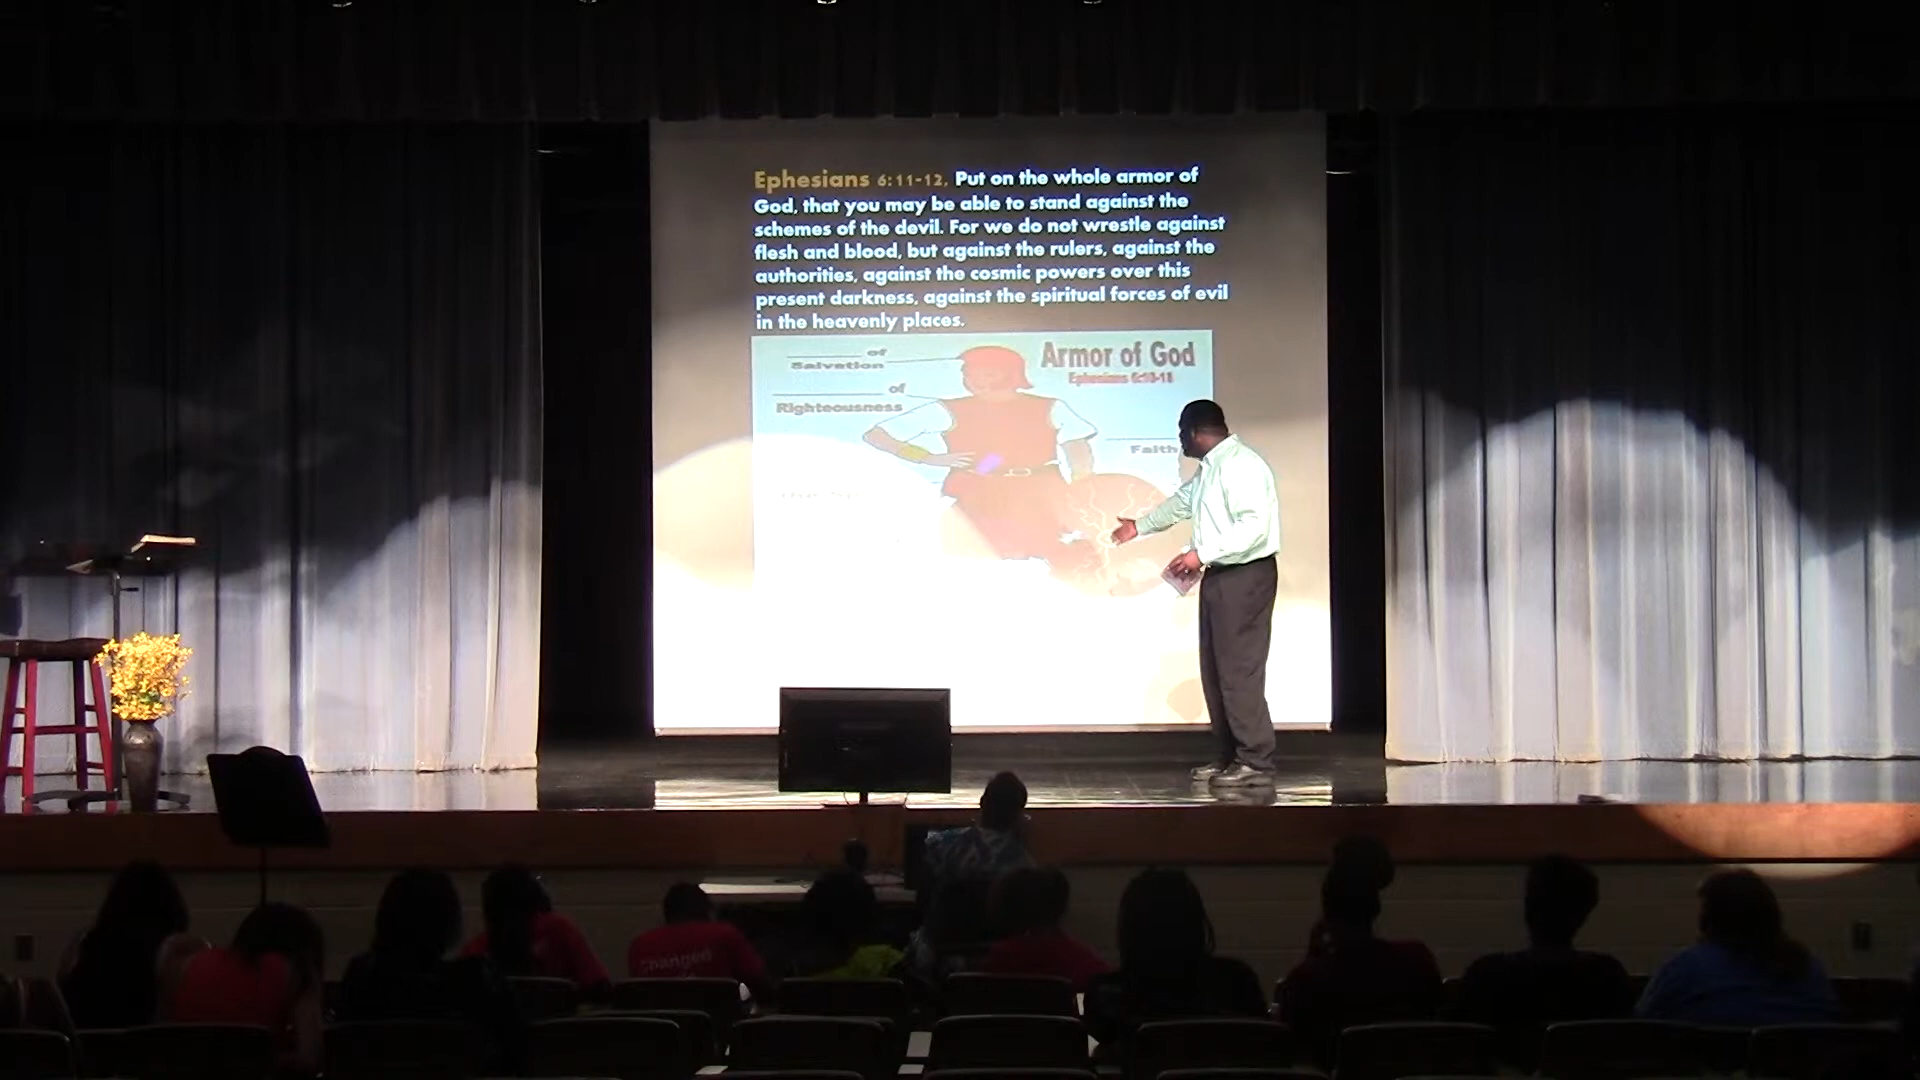 Ephesians 6:11-12, Put on the whole armor of
God, that you may be able to stand against the
schemes of the devil. For we do not wrestle against
flesh and blood, but against the rulers, against the
authorities, against the cosmic powers over this
present darkness, against the spiritual forces of evil
in the heavenly places.
Armor of God
Ephesians 6:10-18
of
Salvation
of
Righteousness
Faith
changed